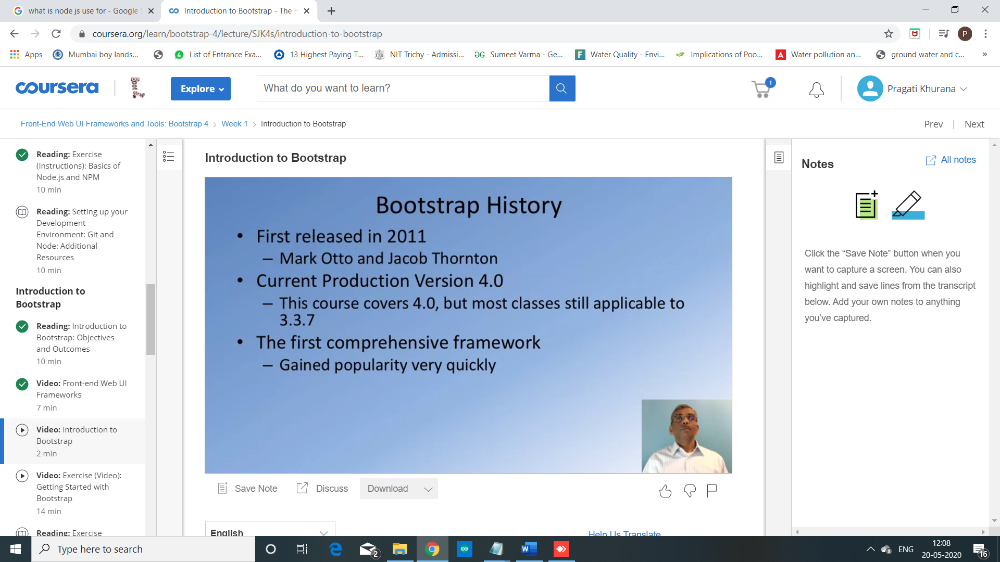 what is node js use for - Google
Introduction to Bootstrap - The
coursera.org/learn/bootstrap-4/lecture/SJK4s/introduction-to-bootstrap
P
Apps
Mumbai boy lands...
List of Entrance Exa...
13 Highest Paying T...
NIT Trichy - Admissi...
Sumeet Varma - Ge...
Water Quality - Envi...
Implications of Poo...
Water pollution an...
ground water and c...
»
coursera
Bootstrap
Explore
What do you want to learn?
1
Pragati Khurana
Front-End Web UI Frameworks and Tools: Bootstrap 4 > Week 1 > Introduction to Bootstrap
Prev | Next
Reading: Exercise
(Instructions): Basics of
Node.js and NPM
10 min
Reading: Setting up your
Development
Environment: Git and
Node: Additional
Resources
10 min
Introduction to
Bootstrap
Reading: Introduction to
Bootstrap: Objectives
and Outcomes
10 min
Video: Front-end Web UI
Frameworks
7 min
Video: Introduction to
Bootstrap
2 min
Video: Exercise (Video):
Getting Started with
Bootstrap
14 min
Reading: Exercise
Introduction to Bootstrap
Bootstrap History
• First released in 2011
– Mark Otto and Jacob Thornton
• Current Production Version 4.0
– This course covers 4.0, but most classes still applicable to
3.3.7
• The first comprehensive framework
– Gained popularity very quickly
Save Note
Discuss
Download
English
Help Us Translate
Notes
All notes
Click the “Save Note” button when you
want to capture a screen. You can also
highlight and save lines from the transcript
below. Add your own notes to anything
you’ve captured.
Type here to search
2
ENG
12:08
20-05-2020
16